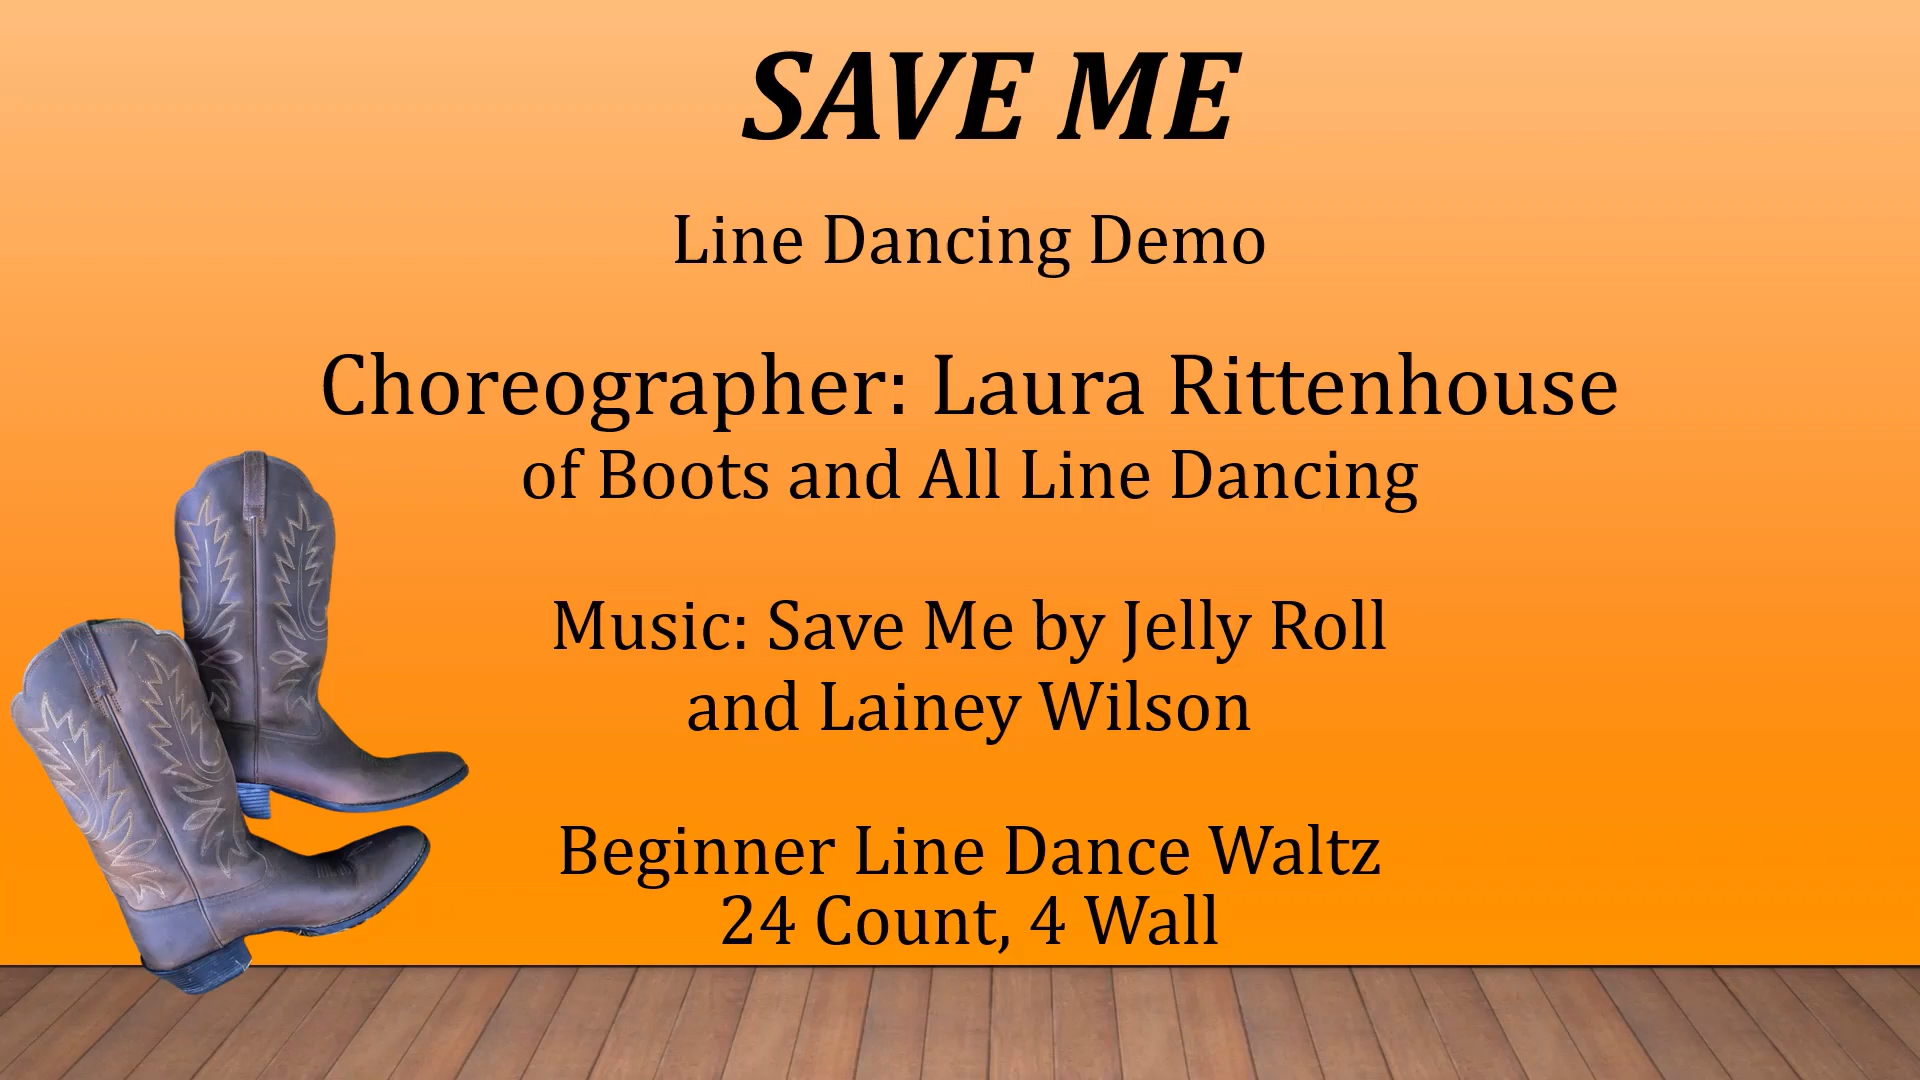 SAVE ME
Line Dancing Demo
Choreographer: Laura Rittenhouse
of Boots and All Line Dancing
Music: Save Me by Jelly Roll
and Lainey Wilson
Beginner Line Dance Waltz
24 Count, 4 Wall